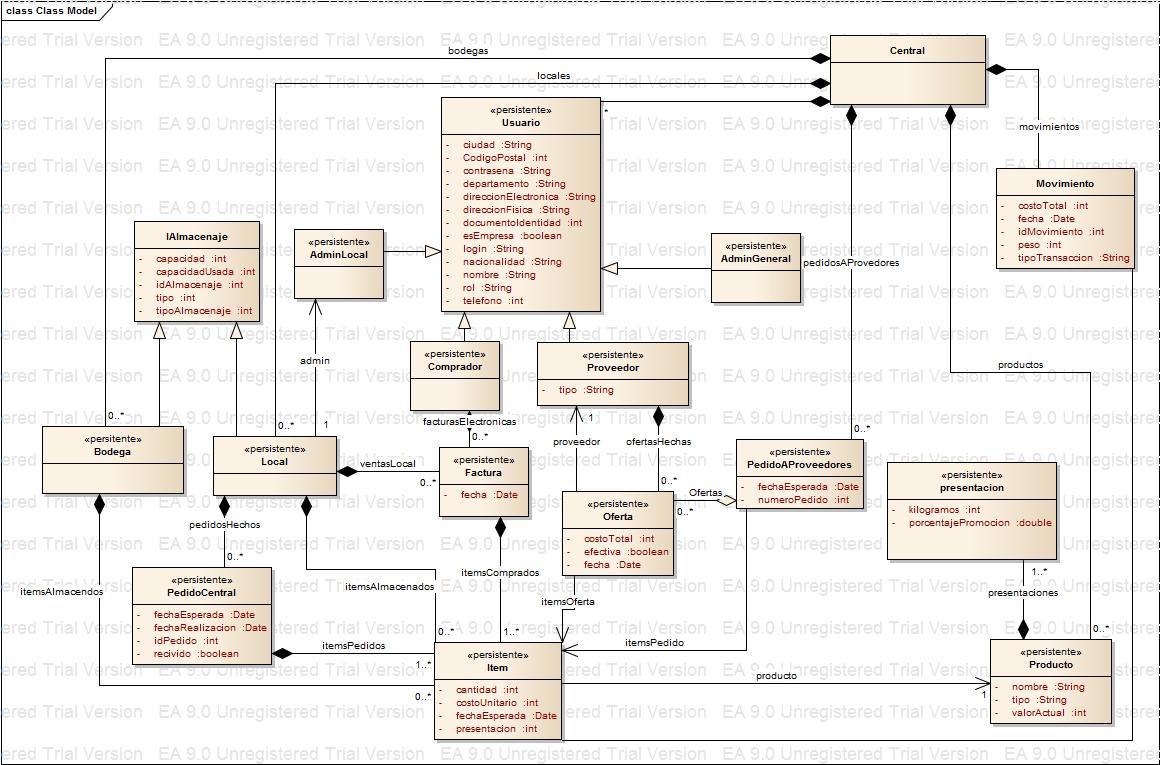 class Class Model
EA 9.0 Unregistered Trial Version
bodegas
Central
locales
*
movimientos
Movimiento
- costoTotal :int
- fecha :Date
- idMovimiento :int
- peso :int
- tipoTransaccion :String
«persistente»
Usuario
- ciudad :String
- CodigoPostal :int
- contrasena :String
- departamento :String
- direccionElectronica :String
- direccionFisica :String
- documentoIdentidad :int
- esEmpresa :boolean
- login :String
- nacionalidad :String
- nombre :String
- rol :String
- telefono :int
IAlmacenaje
- capacidad :int
- capacidadUsada :int
- idAlmacenaje :int
- tipo :int
- tipoAlmacenaje :int
«persistente»
AdminLocal
«persistente»
AdminGeneral
pedidosAProvedores
admin
productos
«persistente»
Comprador
«persistente»
Proveedor
- tipo :String
0..*
0..*
1
facturasElectronicas
0..*
proveedor
1
ofertasHechas
0..*
0..*
«persistente»
Bodega
«persistente»
Local
ventasLocal
0..*
«persistente»
Factura
- fecha :Date
«persistente»
PedidoAProveedores
- fechaEsperada :Date
- numeroPedido :int
«persistente»
presentacion
- kilogramos :int
- porcentajePromocion :double
Ofertas
0..*
«persistente»
Oferta
- costoTotal :int
- efectiva :boolean
- fecha :Date
pedidosHechos
0..*
itemsAlmacendos
«persistente»
PedidoCentral
- fechaEsperada :Date
- fechaRealizacion :Date
- idPedido :int
- recivido :boolean
itemsAlmacenados
0..*
itemsComprados
1..*
itemsOferta
itemsPedido
1..*
presentaciones
0..*
itemsPedidos
1..*
0..*
«persistente»
Item
- cantidad :int
- costoUnitario :int
- fechaEsperada :Date
- presentacion :int
producto
1
«persistente»
Producto
- nombre :String
- tipo :String
- valorActual :int